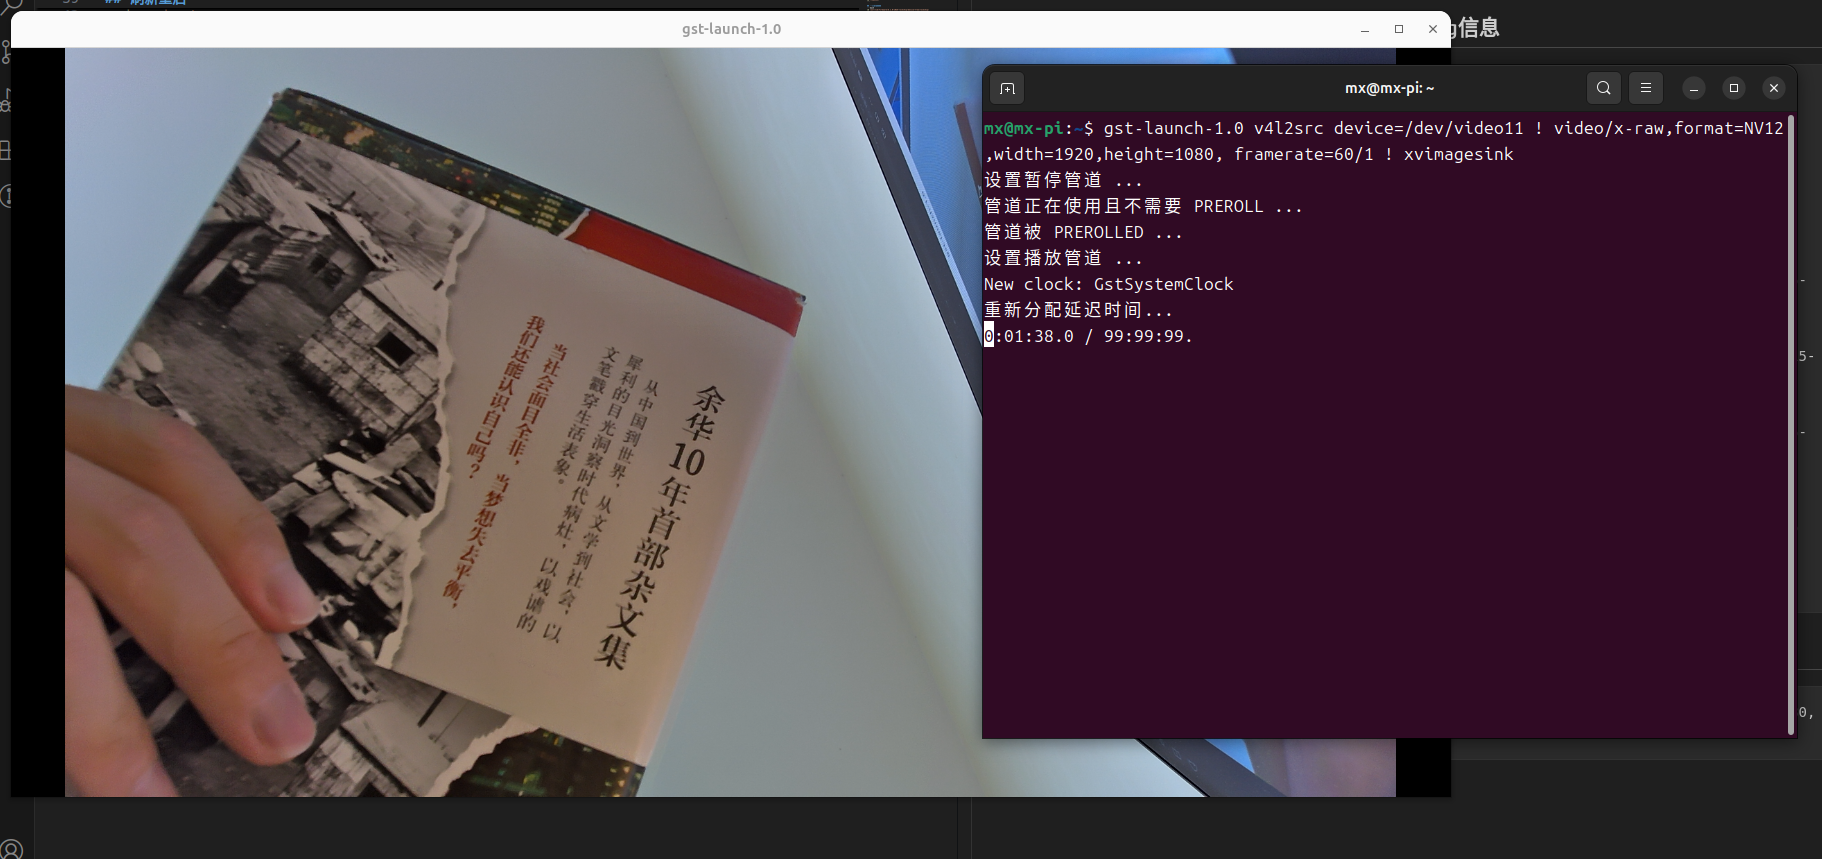 ## 刷新重启
gst-launch-1.0
信息
mx@mx-pi: ~
mx@mx-pi:~$ gst-launch-1.0 v4l2src device=/dev/video11 ! video/x-raw,format=NV12
,width=1920,height=1080, framerate=60/1 ! xvimagesink
设置暂停管道 ...
管道正在使用且不需要 PREROLL ...
管道被 PREROLLED ...
设置播放管道 ...
New clock: GstSystemClock
重新分配延迟时间...
0:01:38.0 / 99:99:99.
余华10年首部杂文集
从中国到世界，从文学到社会，以
犀利的目光洞察时代病灶，以戏谑的
文笔戳穿生活表象。
当社会面目全非，当梦想失去平衡，
我们还能认识自己吗？
5-
0,